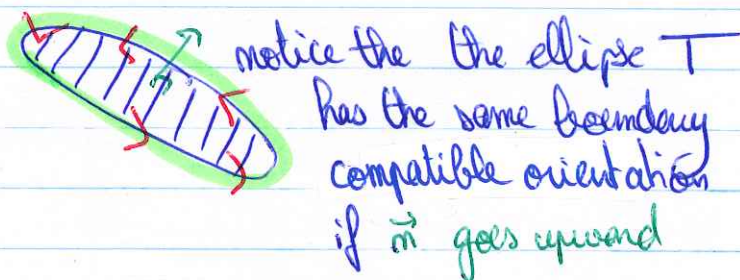 notice the the ellipse T
has the same boundary
compatible orientation
if n⃗ goes upward